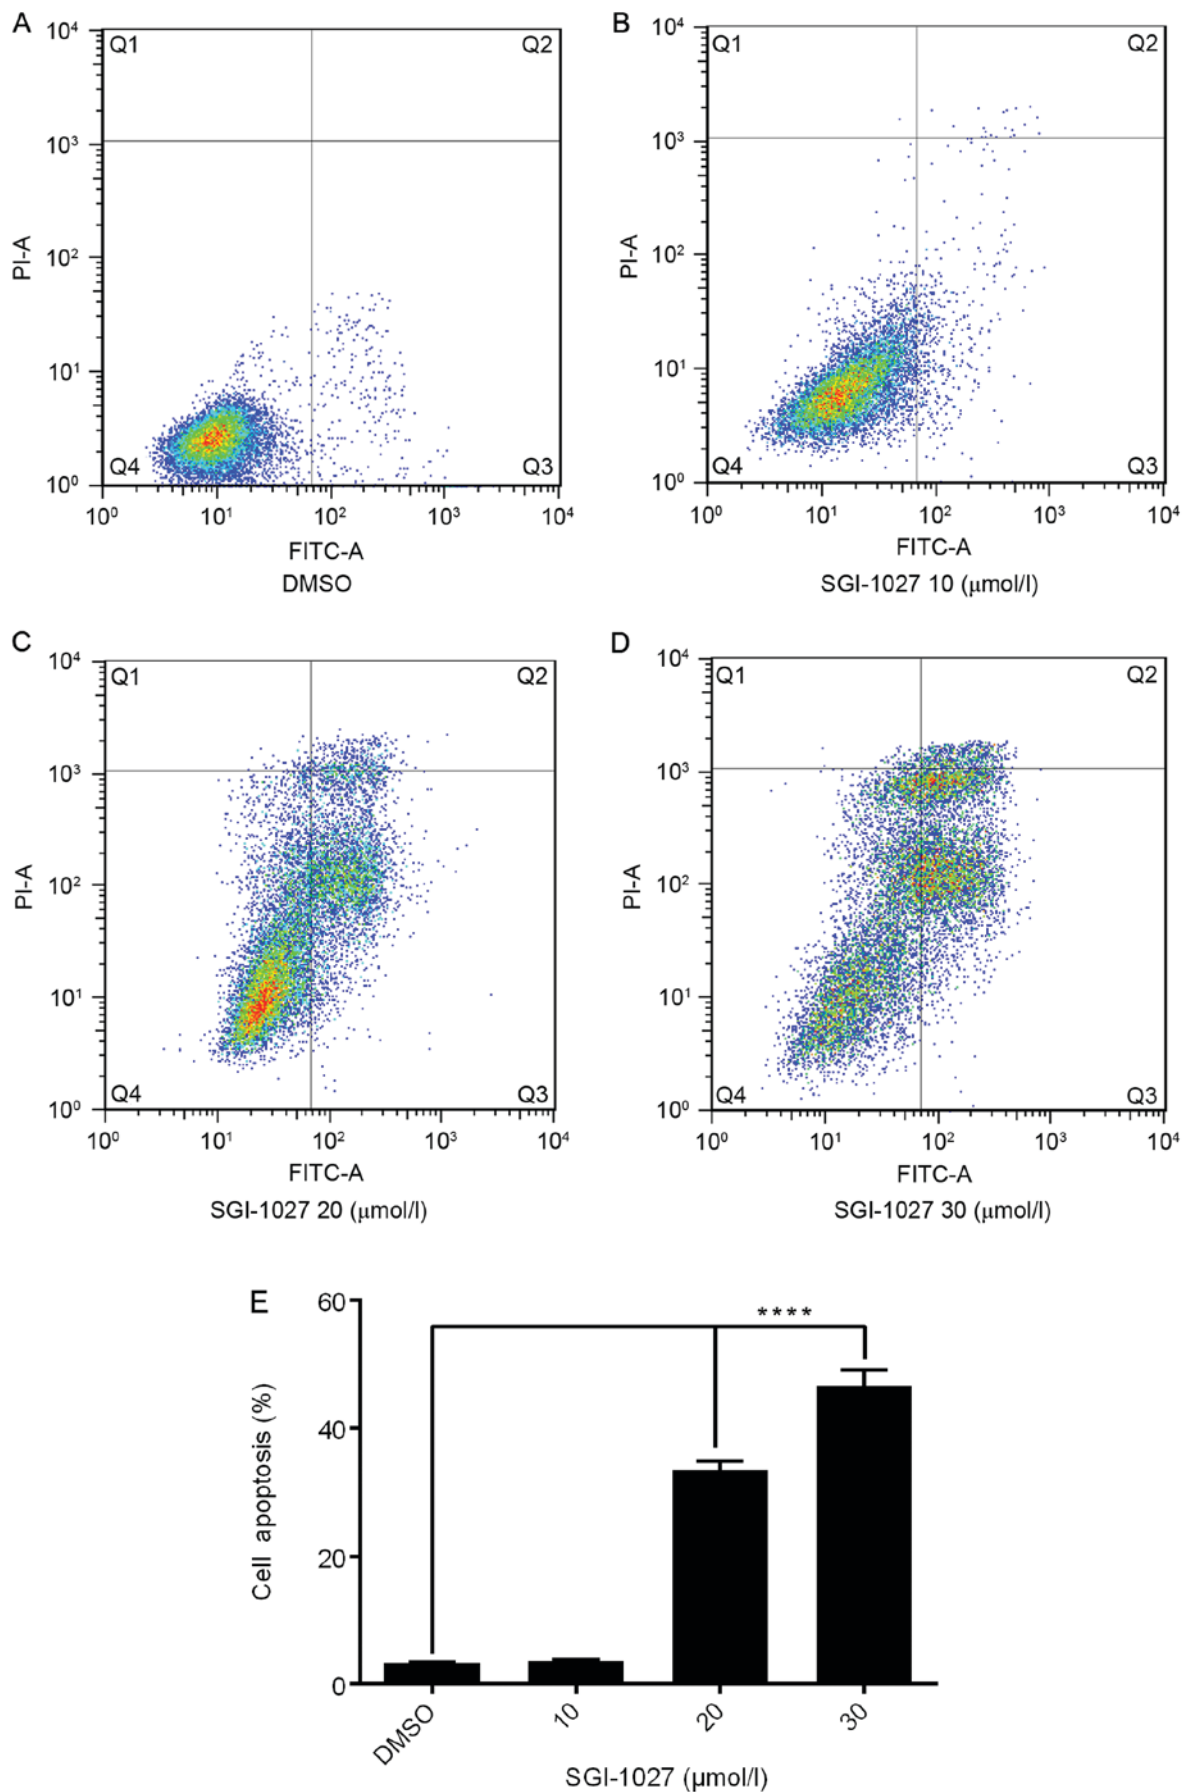 A
10⁴
Q1
Q2
10³
PI-A
10²
10¹
Q4
Q3
10⁰
10⁰ 10¹ 10² 10³ 10⁴
FITC-A
DMSO
B
10⁴
Q1
Q2
10³
PI-A
10²
10¹
Q4
Q3
10⁰
10⁰ 10¹ 10² 10³ 10⁴
FITC-A
SGI-1027 10 (μmol/l)
C
10⁴
Q1
Q2
10³
PI-A
10²
10¹
Q4
Q3
10⁰
10⁰ 10¹ 10² 10³ 10⁴
FITC-A
SGI-1027 20 (μmol/l)
D
10⁴
Q1
Q2
10³
PI-A
10²
10¹
Q4
Q3
10⁰
10⁰ 10¹ 10² 10³ 10⁴
FITC-A
SGI-1027 30 (μmol/l)
E
60
****
40
Cell apoptosis (%)
20
0
DMSO 10 20 30
SGI-1027 (μmol/l)